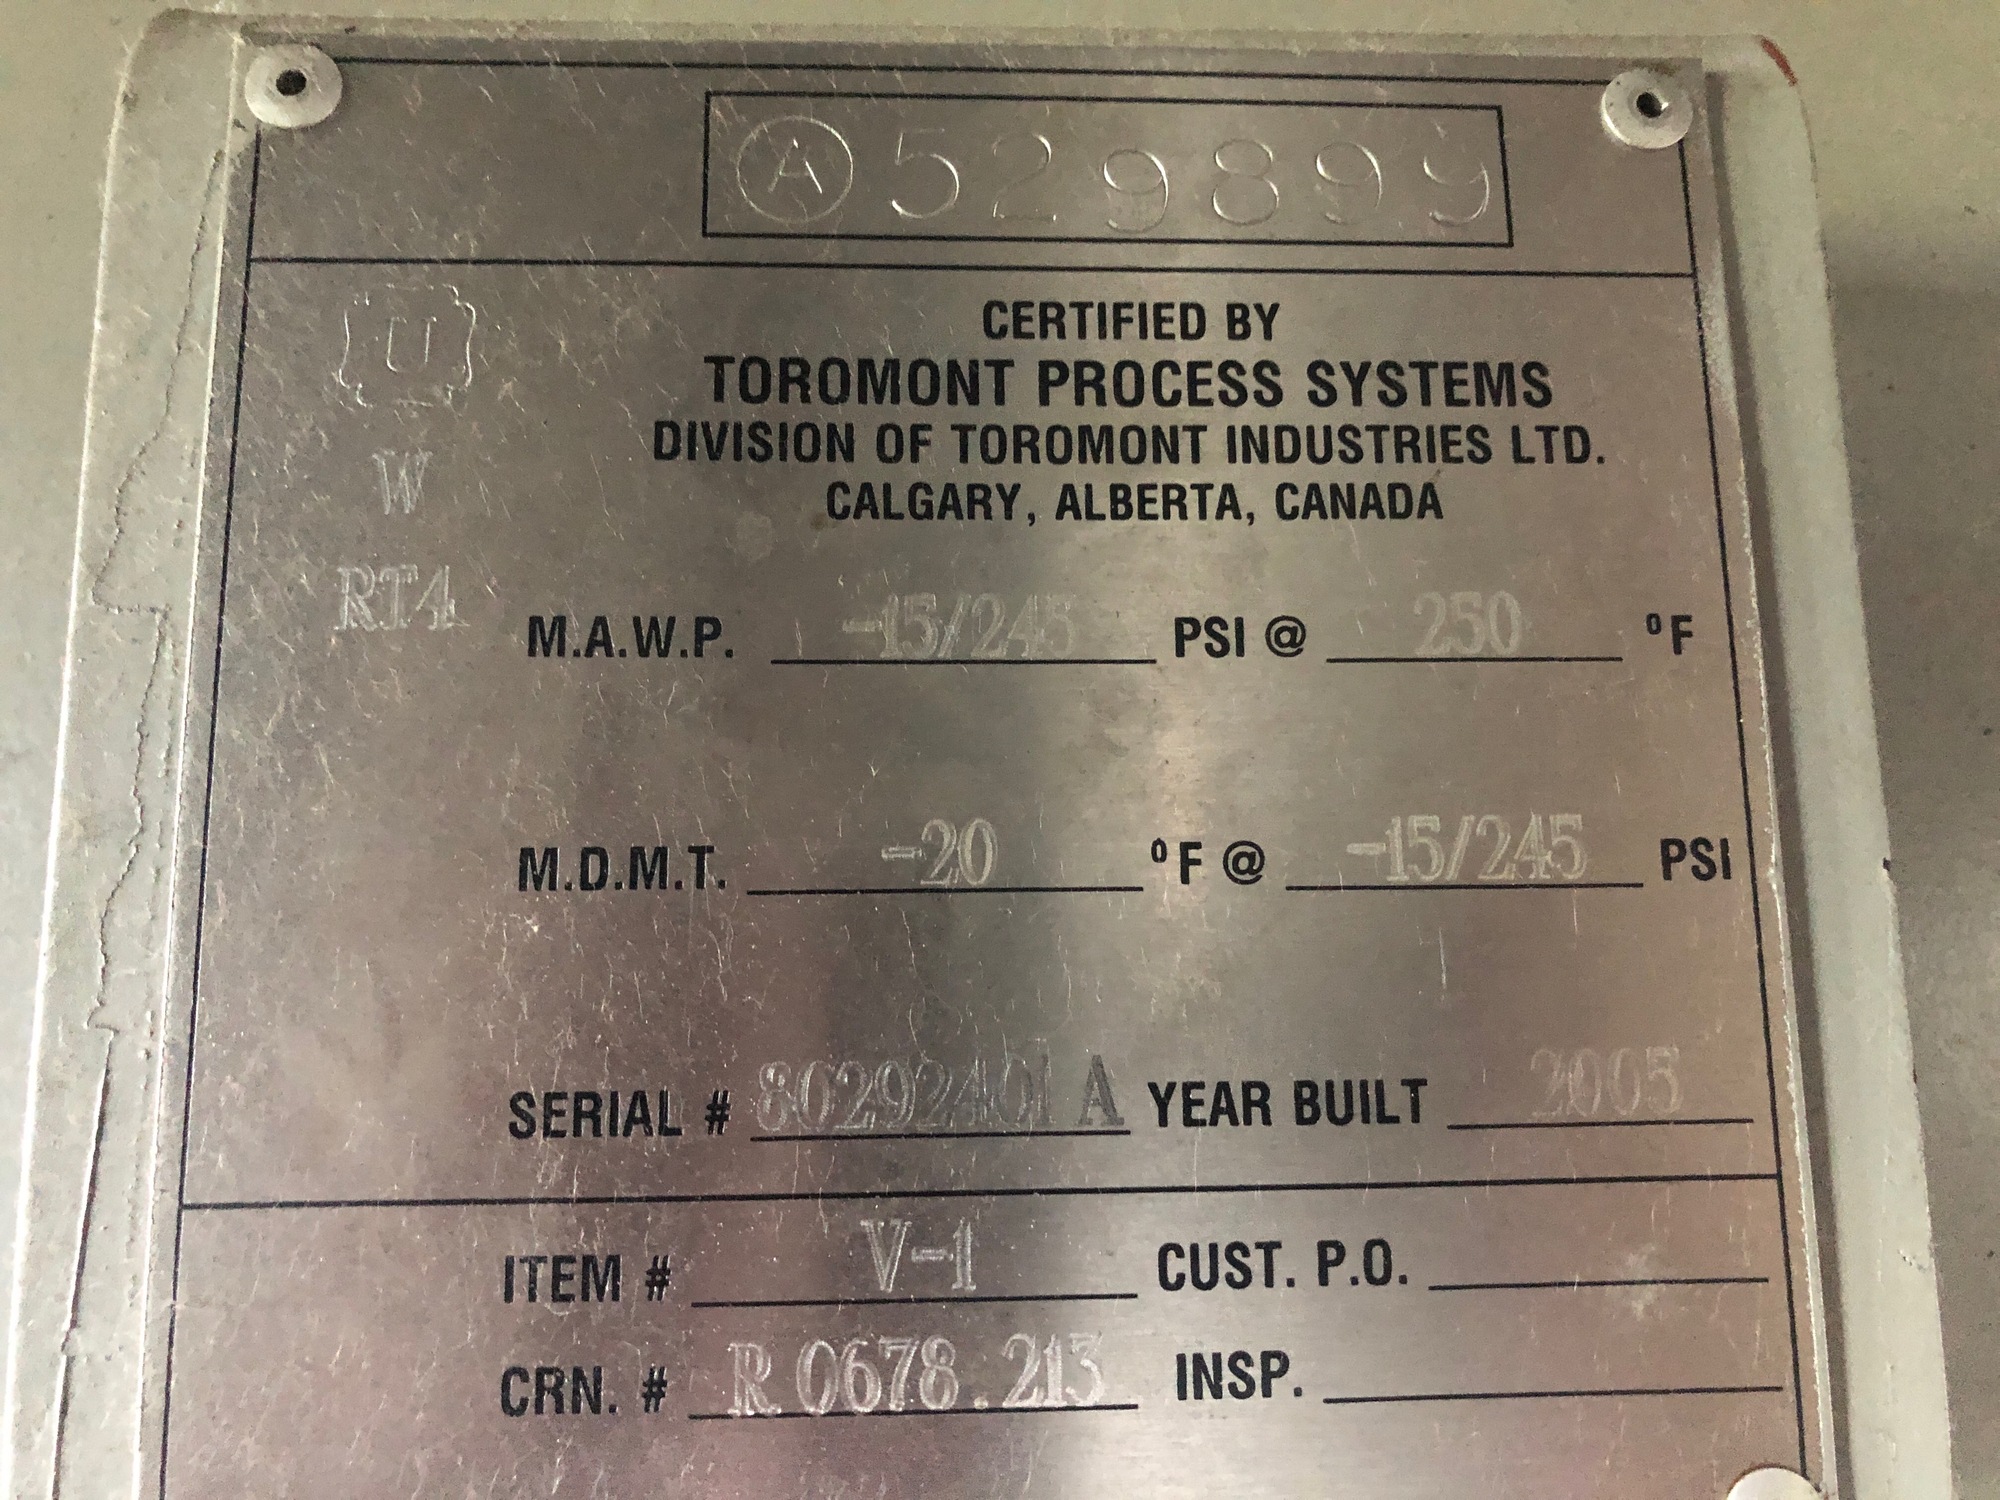 Ⓐ 529899
U
CERTIFIED BY
TOROMONT PROCESS SYSTEMS
DIVISION OF TOROMONT INDUSTRIES LTD.
CALGARY, ALBERTA, CANADA
W
RT4
M.A.W.P. -15/245 PSI @ 250 °F
M.D.M.T. -20 °F @ -15/245 PSI
SERIAL # 80292401 A YEAR BUILT 2005
ITEM # V-1 CUST. P.O.
CRN. # R 0678.213 INSP.